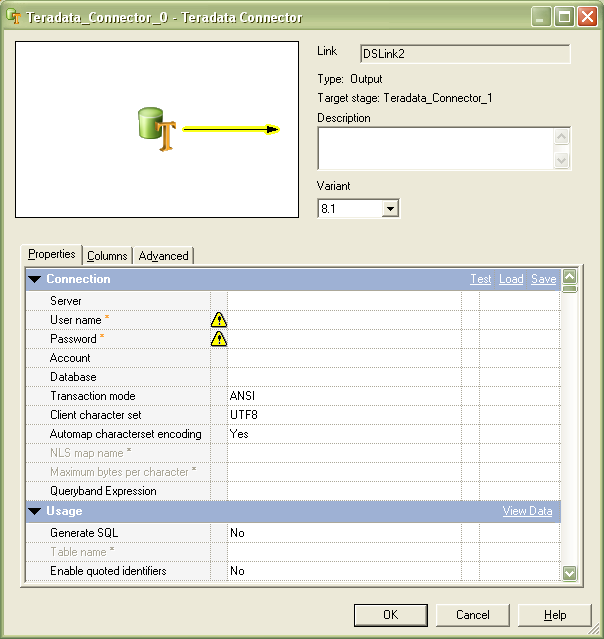 Teradata_Connector_0 - Teradata Connector
Link DSLink2
Type: Output
Target stage: Teradata_Connector_1
Description
Variant
8.1
Properties Columns Advanced
Connection Test Load Save
Server
User name *
Password *
Account
Database
Transaction mode ANSI
Client character set UTF8
Automap characterset encoding Yes
NLS map name *
Maximum bytes per character *
Queryband Expression
Usage View Data
Generate SQL No
Table name *
Enable quoted identifiers No
OK Cancel Help